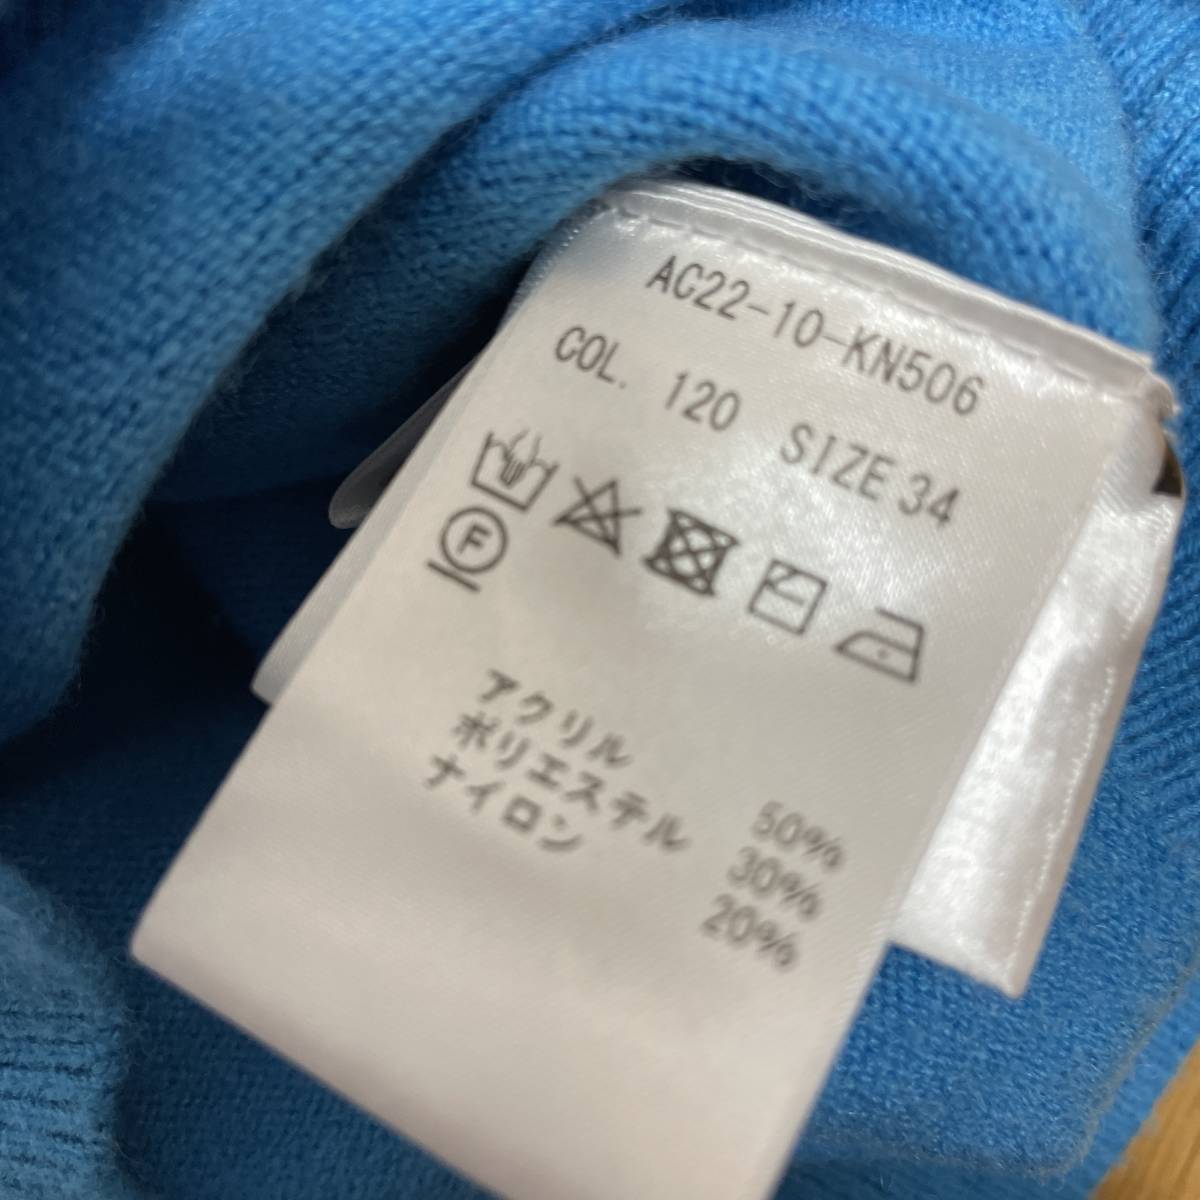 AC22-10-KN506
COL. 120 SIZE 34
F
アクリル 50%
ポリエステル 30%
ナイロン 20%